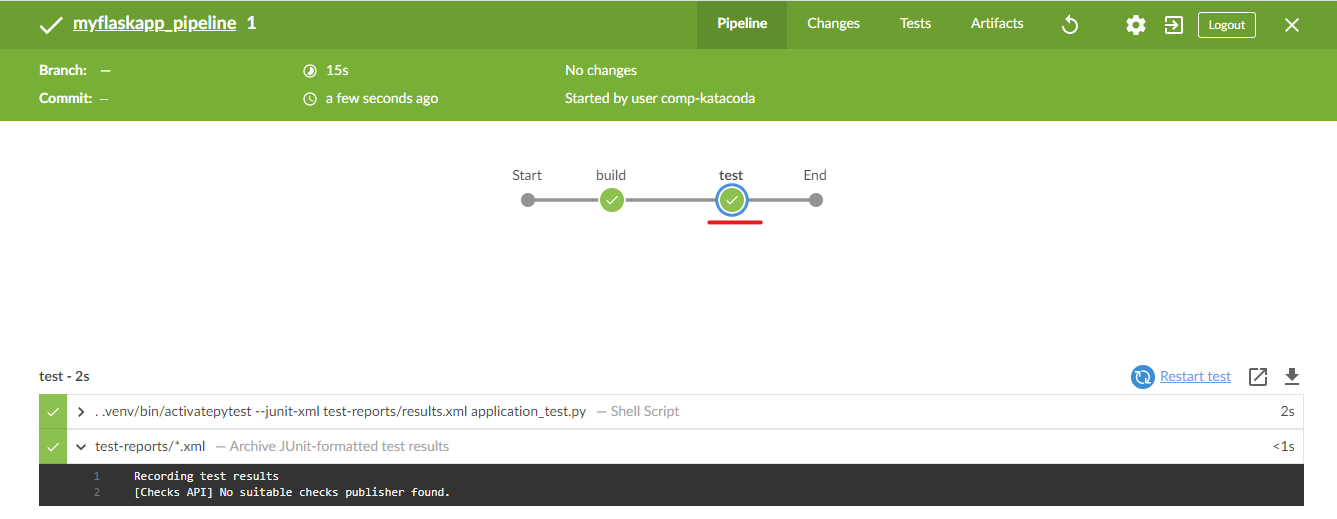 myflaskapp_pipeline 1
Pipeline Changes Tests Artifacts Logout
Branch: — 15s No changes
Commit: — a few seconds ago Started by user comp-katacoda
Start build test End
test - 2s Restart test
. .venv/bin/activatepytest --junit-xml test-reports/results.xml application_test.py — Shell Script 2s
test-reports/*.xml — Archive JUnit-formatted test results <1s
1 Recording test results
2 [Checks API] No suitable checks publisher found.